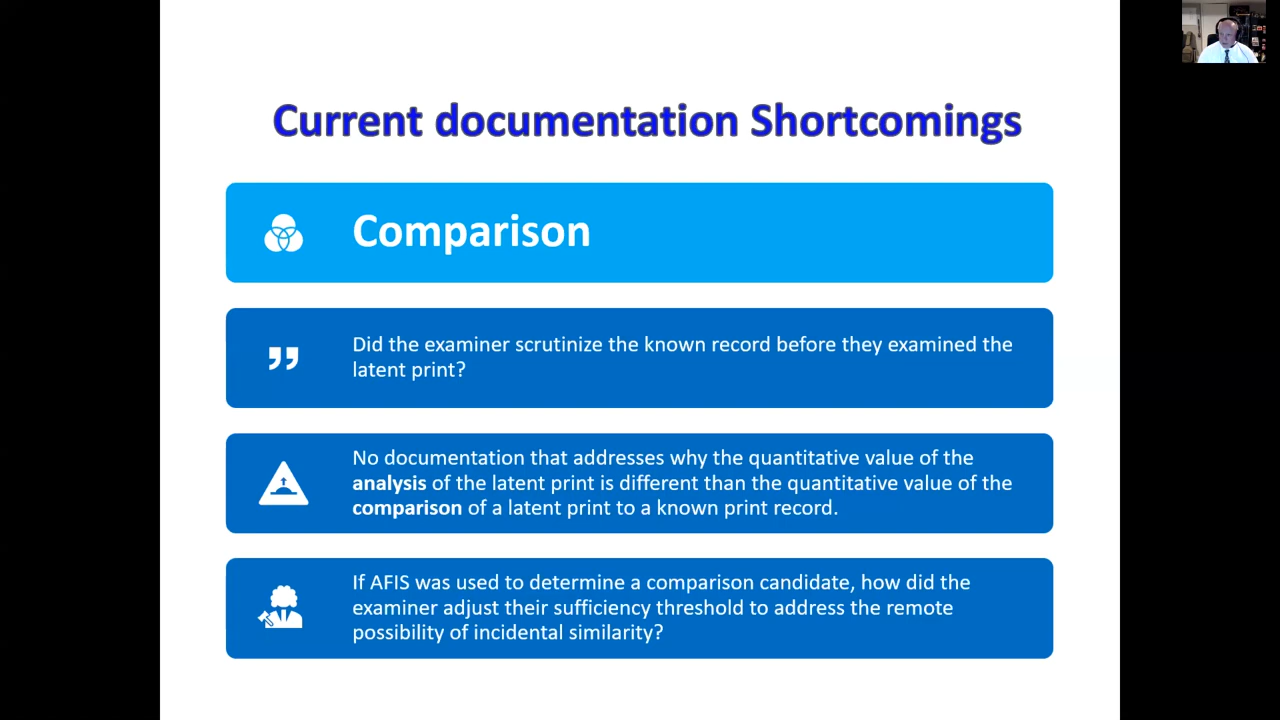 Current documentation Shortcomings
Comparison
Did the examiner scrutinize the known record before they examined the
latent print?
No documentation that addresses why the quantitative value of the
analysis of the latent print is different than the quantitative value of the
comparison of a latent print to a known print record.
If AFIS was used to determine a comparison candidate, how did the
examiner adjust their sufficiency threshold to address the remote
possibility of incidental similarity?